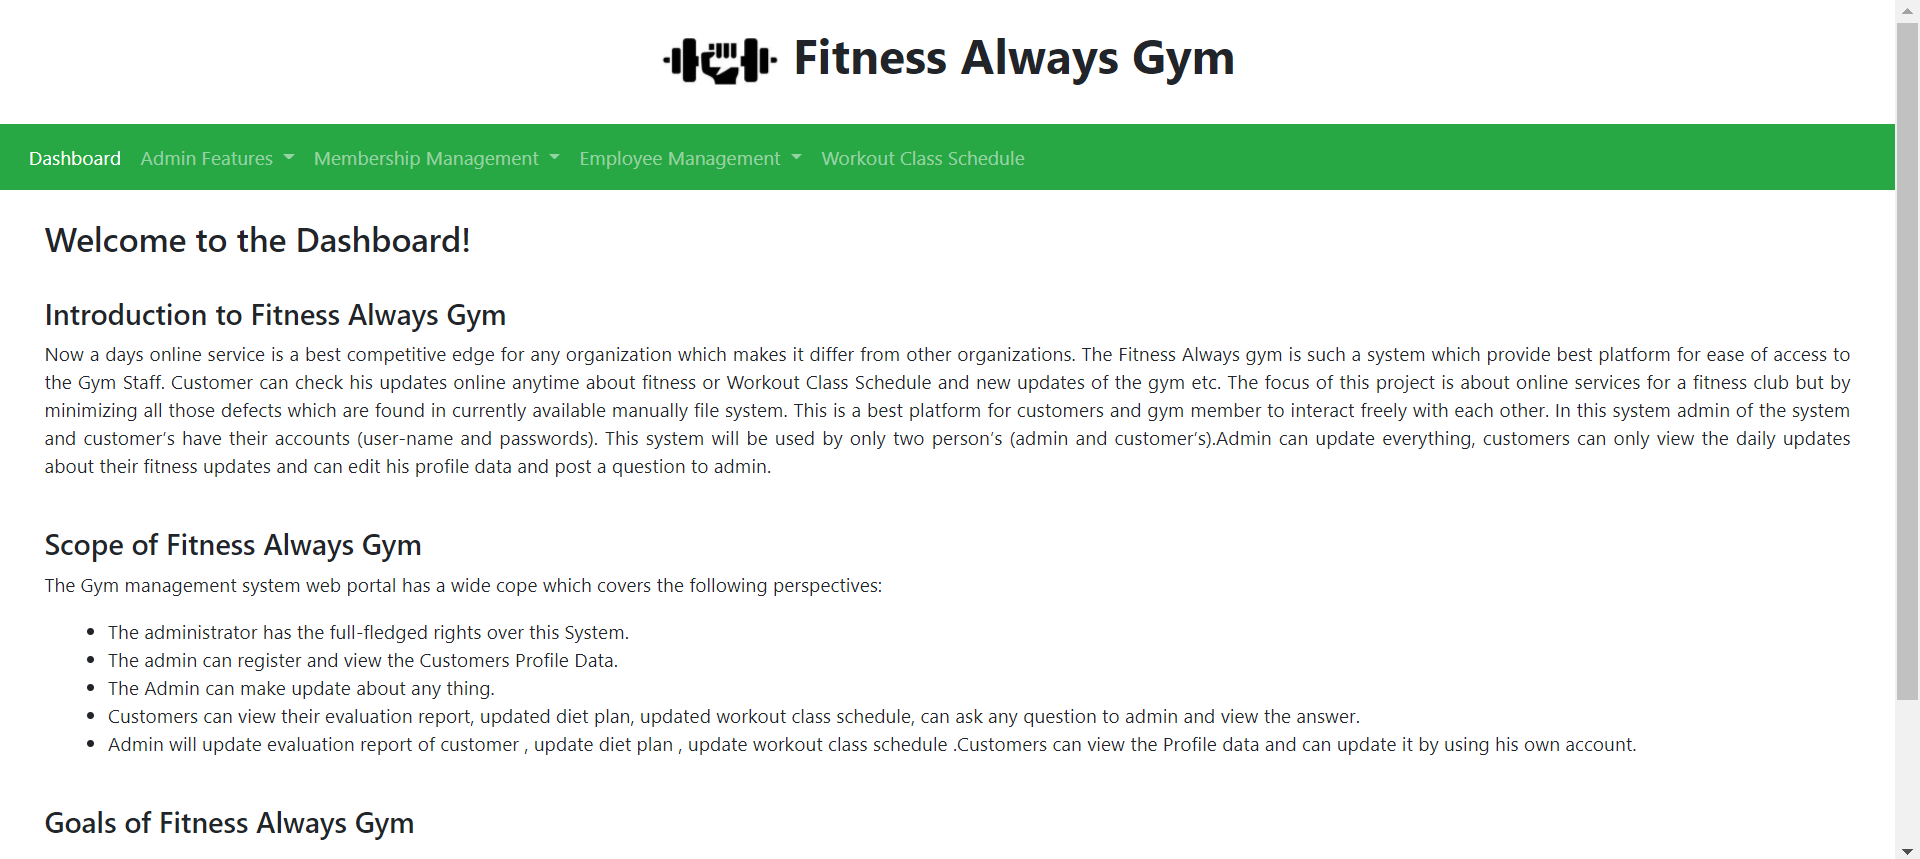 Fitness Always Gym
Dashboard Admin Features Membership Management Employee Management Workout Class Schedule
Welcome to the Dashboard!
Introduction to Fitness Always Gym
Now a days online service is a best competitive edge for any organization which makes it differ from other organizations. The Fitness Always gym is such a system which provide best platform for ease of access to
the Gym Staff. Customer can check his updates online anytime about fitness or Workout Class Schedule and new updates of the gym etc. The focus of this project is about online services for a fitness club but by
minimizing all those defects which are found in currently available manually file system. This is a best platform for customers and gym member to interact freely with each other. In this system admin of the system
and customer’s have their accounts (user-name and passwords). This system will be used by only two person’s (admin and customer’s).Admin can update everything, customers can only view the daily updates
about their fitness updates and can edit his profile data and post a question to admin.
Scope of Fitness Always Gym
The Gym management system web portal has a wide cope which covers the following perspectives:
• The administrator has the full-fledged rights over this System.
• The admin can register and view the Customers Profile Data.
• The Admin can make update about any thing.
• Customers can view their evaluation report, updated diet plan, updated workout class schedule, can ask any question to admin and view the answer.
• Admin will update evaluation report of customer , update diet plan , update workout class schedule .Customers can view the Profile data and can update it by using his own account.
Goals of Fitness Always Gym